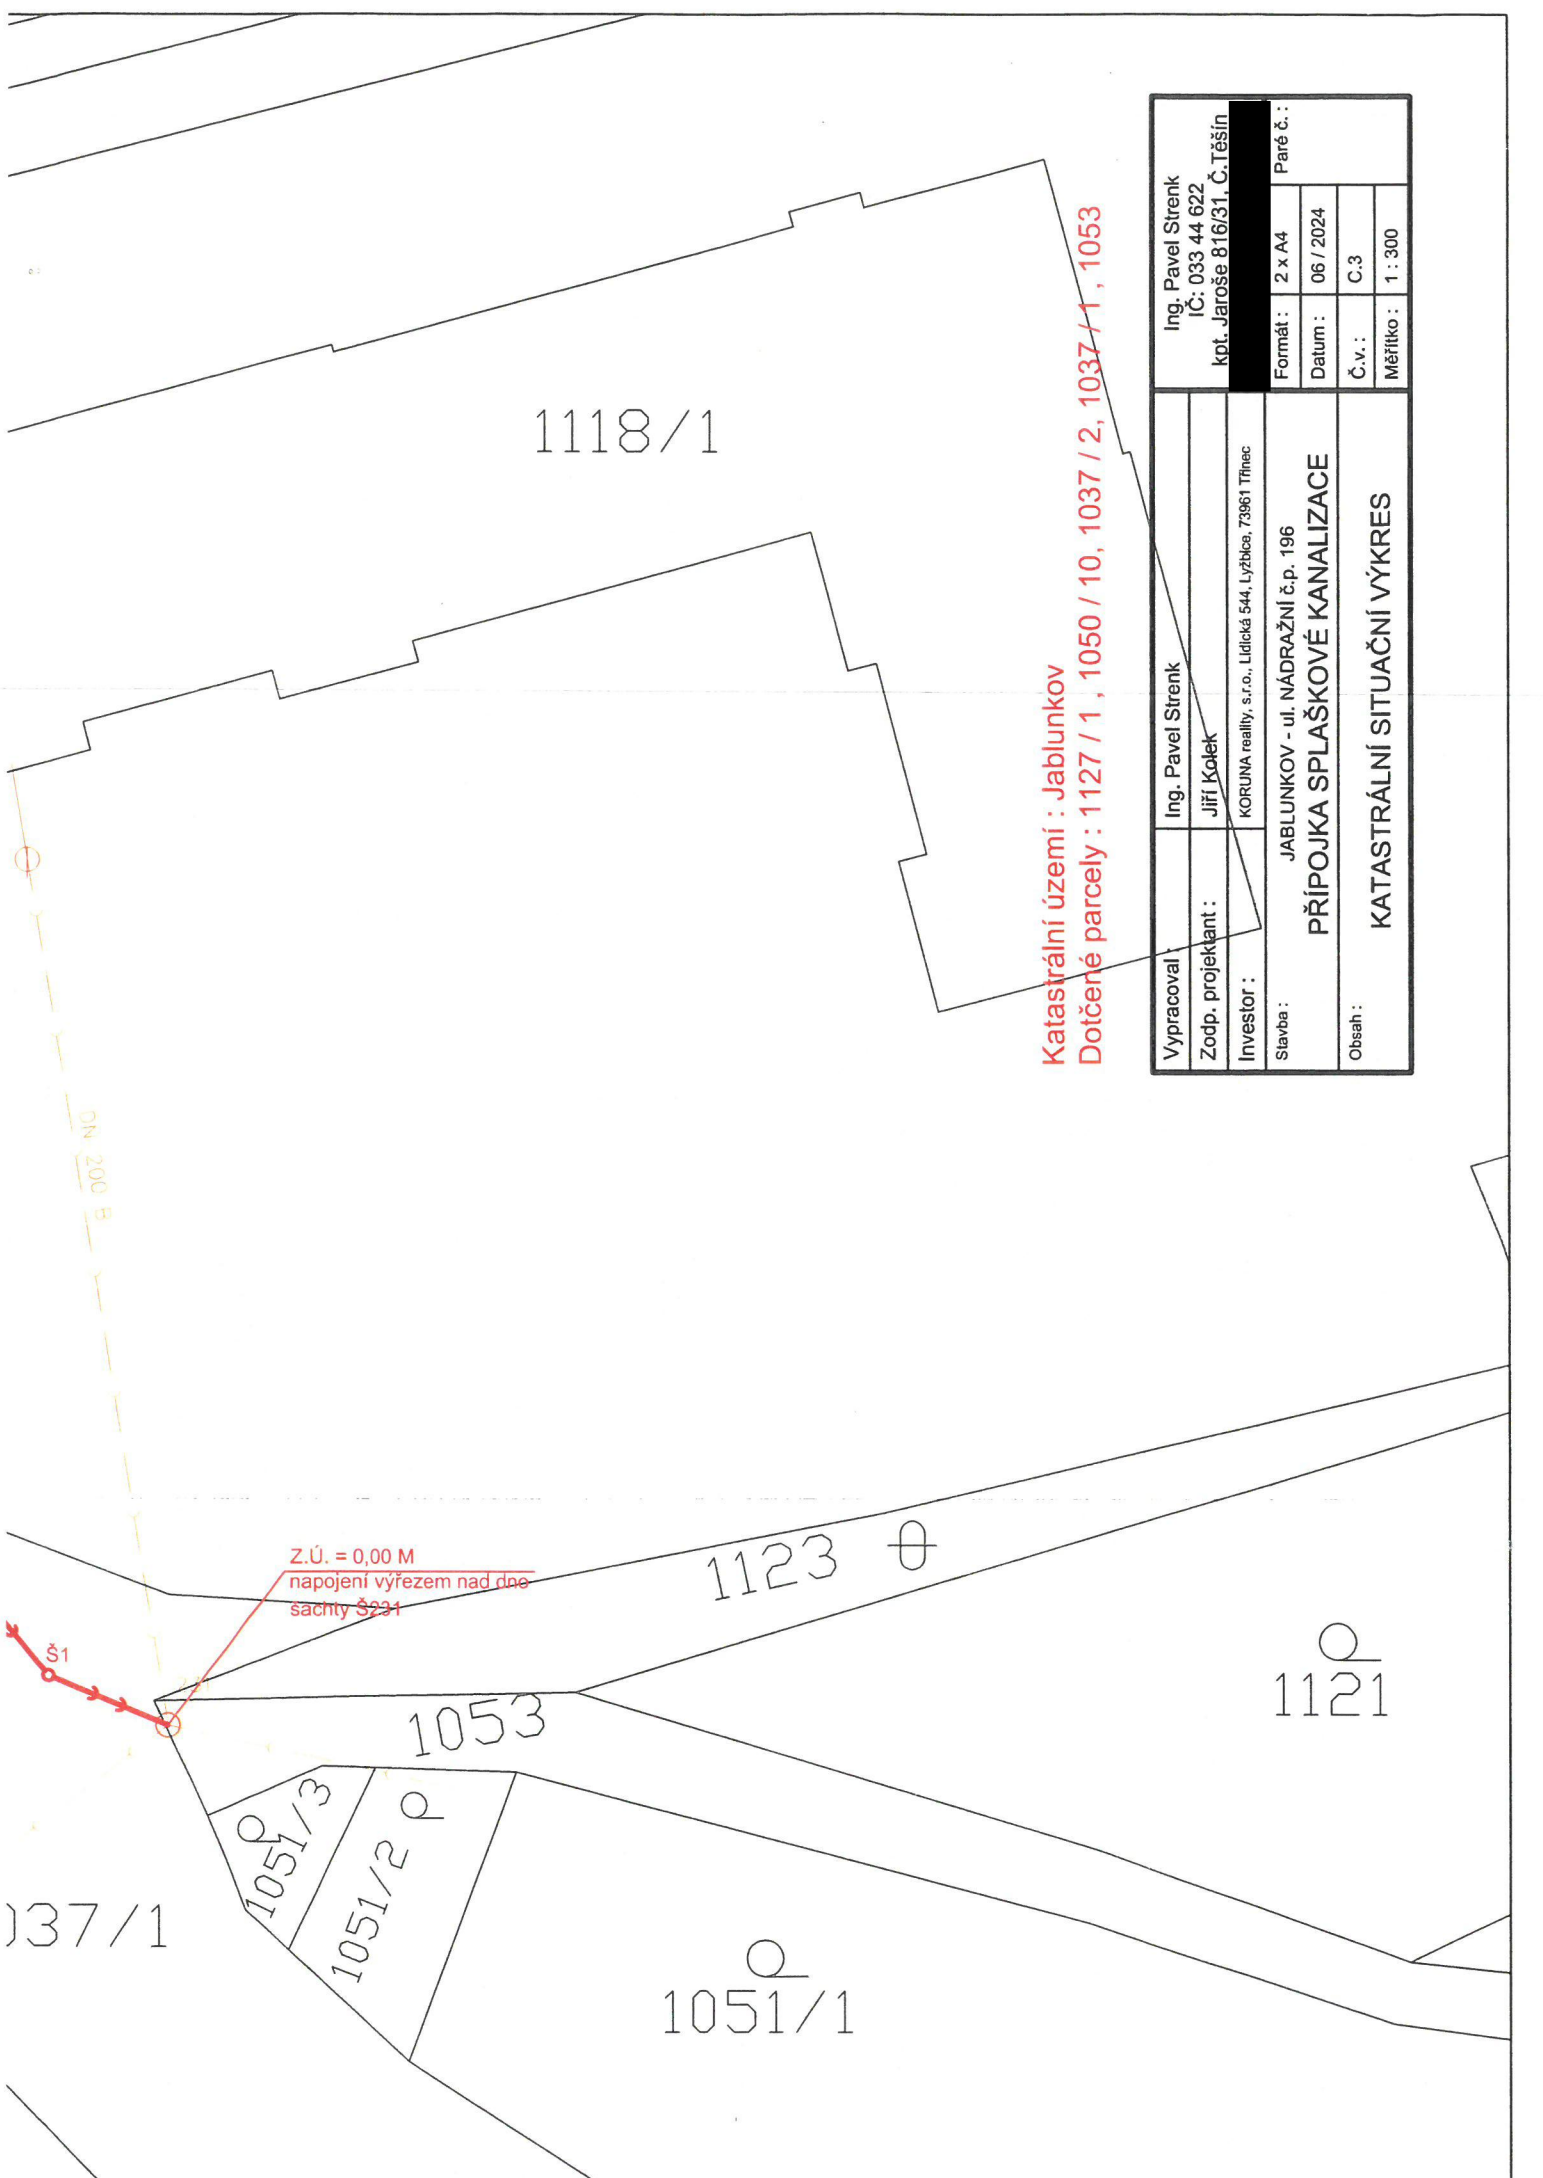 1118/1
Katastrální území : Jablunkov
Dotčené parcely : 1127 / 1 , 1050 / 10, 1037 / 2, 1037 / 1 , 1053
Vypracoval : Ing. Pavel Strenk
Zodp. projektant : Jiří Kolek
Investor : KORUNA reality, s.r.o., Lidická 544, Lyžbice, 73961 Třinec
Ing. Pavel Strenk
IČ: 033 44 622
kpt. Jaroše 816/31, Č.Těšín
Stavba : JABLUNKOV - ul. NÁDRAŽNÍ č.p. 196
PŘÍPOJKA SPLAŠKOVÉ KANALIZACE
Obsah :
KATASTRÁLNÍ SITUAČNÍ VÝKRES
Formát : 2 x A4
Paré č. :
Datum : 06 / 2024
Č.v. : C.3
Měřítko : 1 : 300
DN 200 B
Z.Ú. = 0,00 M
napojení výřezem nad dno
šachty Š231
Š1
1123
1121
1053
1051/3
1051/2
037/1
1051/1